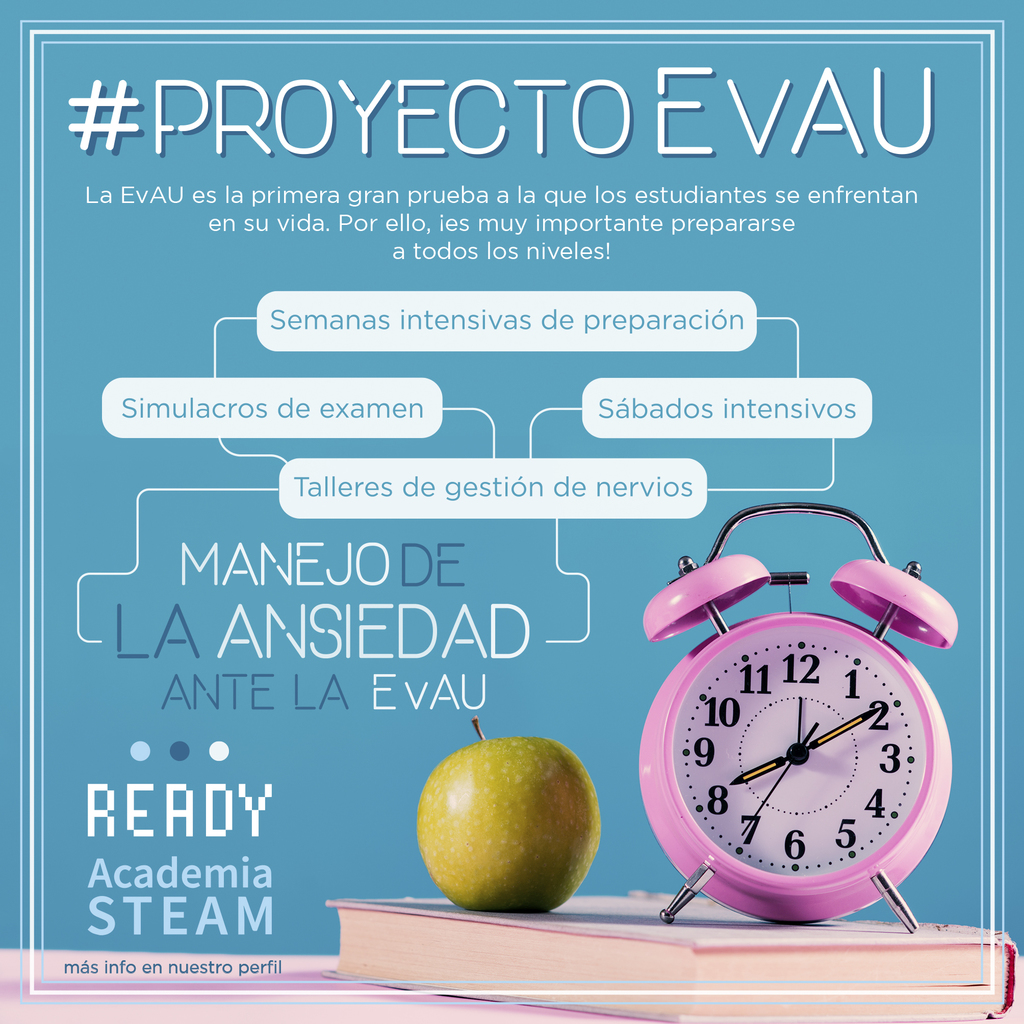 #PROYECTO EVAU
La EvAU es la primera gran prueba a la que los estudiantes se enfrentan
en su vida. Por ello, ¡es muy importante prepararse
a todos los niveles!
Semanas intensivas de preparación
Simulacros de examen
Sábados intensivos
Talleres de gestión de nervios
MANEJO DE
LA ANSIEDAD
ANTE LA EVAU
READY
Academia
STEAM
más info en nuestro perfil
12
1
2
3
4
5
6
7
8
9
10
11